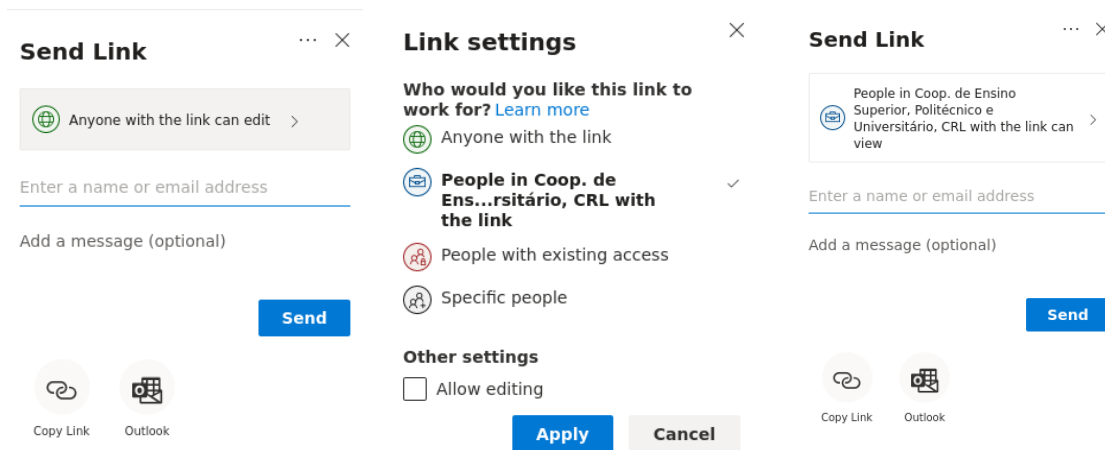 Send Link
Anyone with the link can edit
Enter a name or email address
Add a message (optional)
Send
Copy Link
Outlook
Link settings
Who would you like this link to
work for? Learn more
Anyone with the link
People in Coop. de
Ens...rsitário, CRL with
the link
People with existing access
Specific people
Other settings
Allow editing
Apply
Cancel
Send Link
People in Coop. de Ensino
Superior, Politécnico e
Universitário, CRL with the link can
view
Enter a name or email address
Add a message (optional)
Send
Copy Link
Outlook